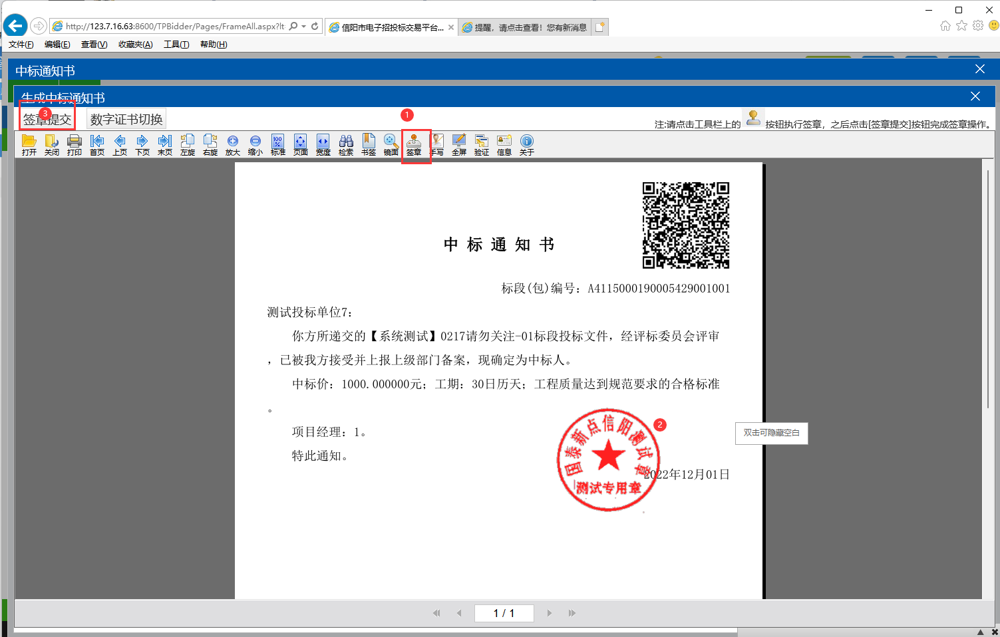 http://123.7.16.63:8600/TPBidder/Pages/FrameAll.aspx?lt
信阳市电子招投标交易平台...
提醒，请点击查看！您有新消息
文件(F) 编辑(E) 查看(V) 收藏夹(A) 工具(T) 帮助(H)
中标通知书
生成中标通知书
签章提交 3
数字证书切换
1
注:请点击工具栏上的 按钮执行签章，之后点击[签章提交]按钮完成签章操作。
打开 关闭 打印 首页 上页 下页 末页 左旋 右旋 放大 缩小 标准 页面 宽度 检索 书签 镜面 签章 手写 全屏 验证 信息 关于
中标通知书
标段(包)编号：A4115000190005429001001
测试投标单位7：
你方所递交的【系统测试】0217请勿关注-01标段投标文件，经评标委员会评审
，已被我方接受并上报上级部门备案，现确定为中标人。
中标价：1000.000000元；工期：30日历天；工程质量达到规范要求的合格标准
。
项目经理：1。
特此通知。
国泰新点信阳测试章
测试专用章
2
双击可隐藏空白
2022年12月01日
1 / 1